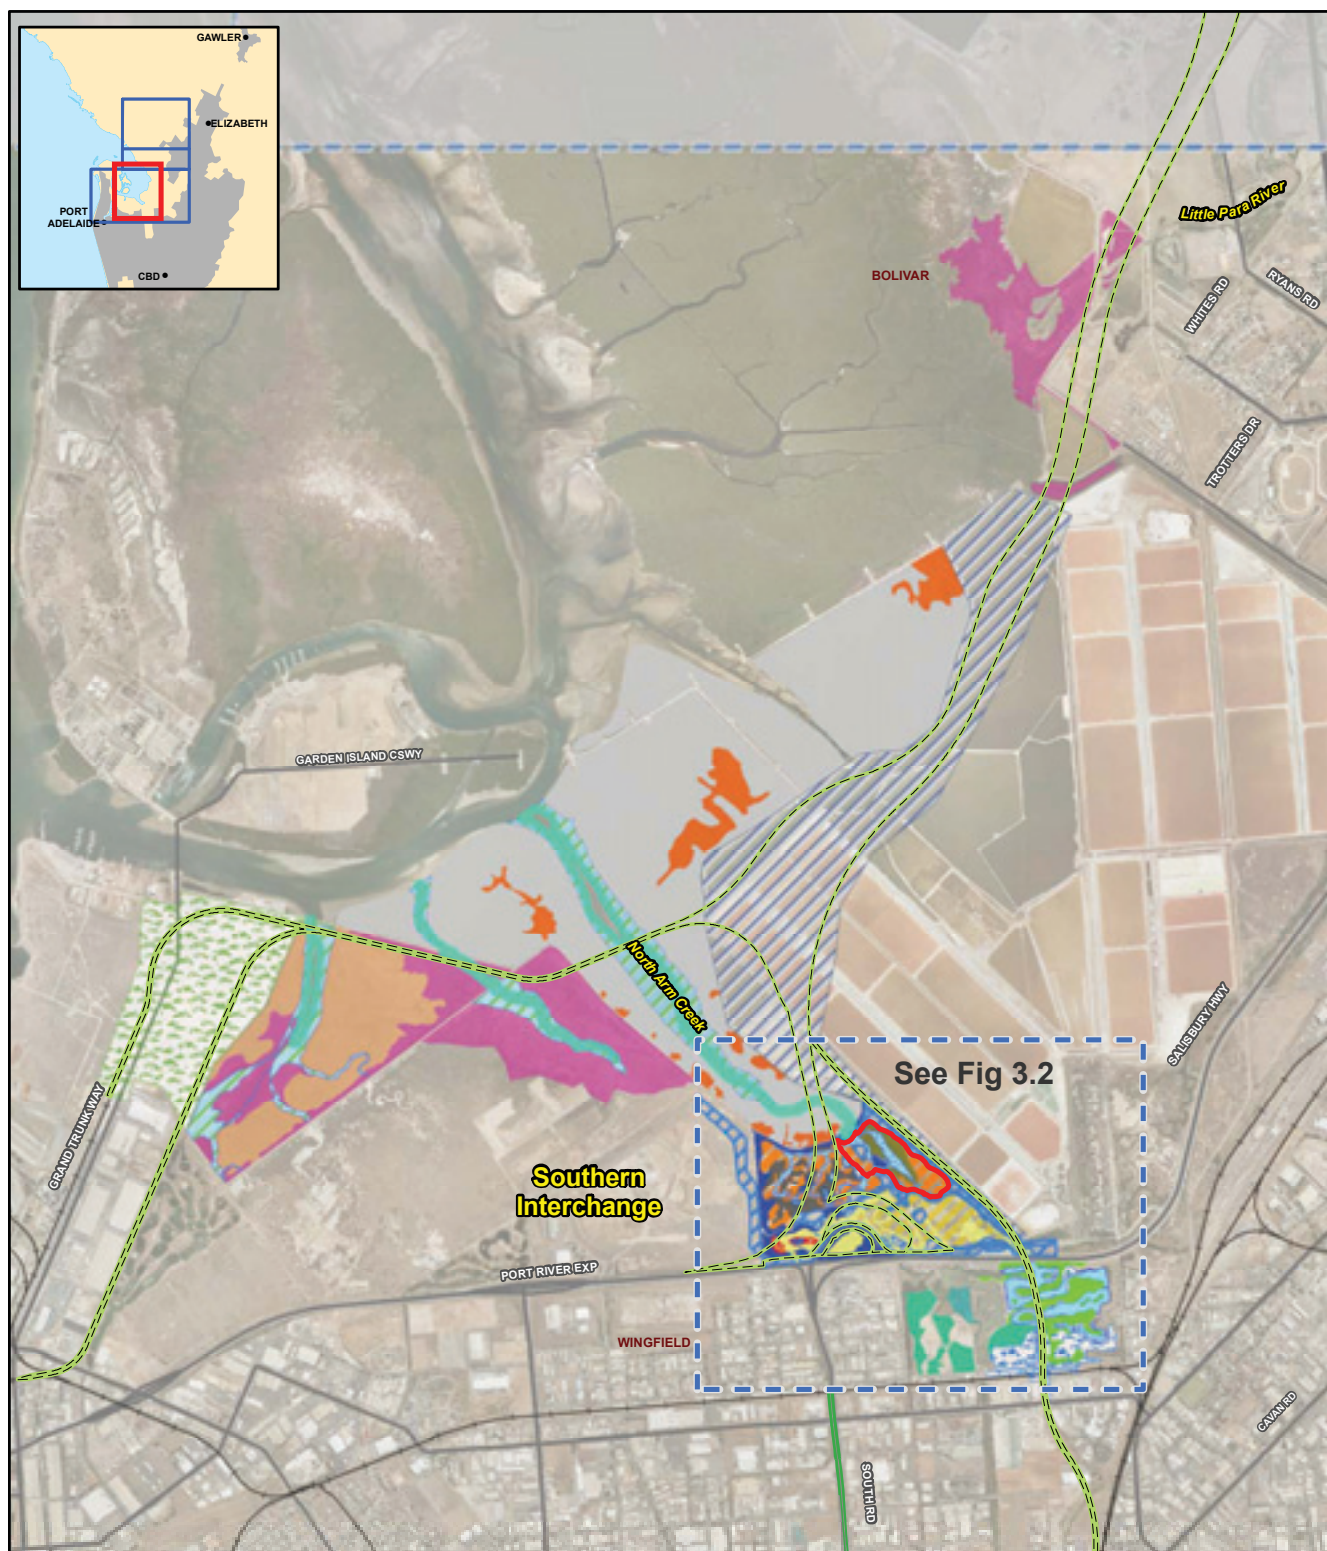 GAWLER
ELIZABETH
PORT
ADELAIDE
CBD
Little Para River
BOLIVAR
WHITES RD
RYANS RD
TROTTERS DR
GARDEN ISLAND CSWY
North Arm Creek
SALISBURY HWY
See Fig 3.2
GRAND TRUNK WAY
Southern
Interchange
PORT RIVER EXP
WINGFIELD
CAVAN RD
SOUTH RD